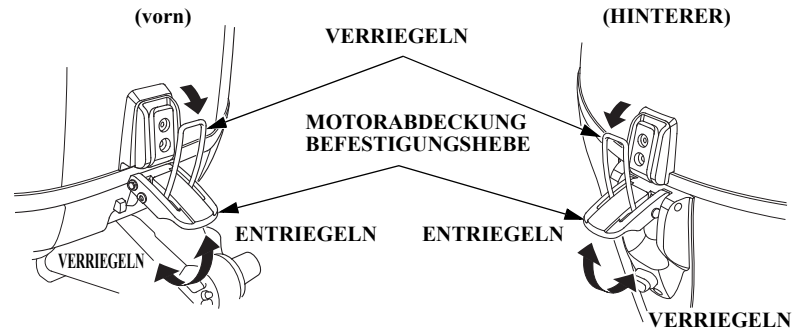 (vorn)
(HINTERER)
VERRIEGELN
MOTORABDECKUNG
BEFESTIGUNGSHEBE
ENTRIEGELN
ENTRIEGELN
VERRIEGELN
VERRIEGELN